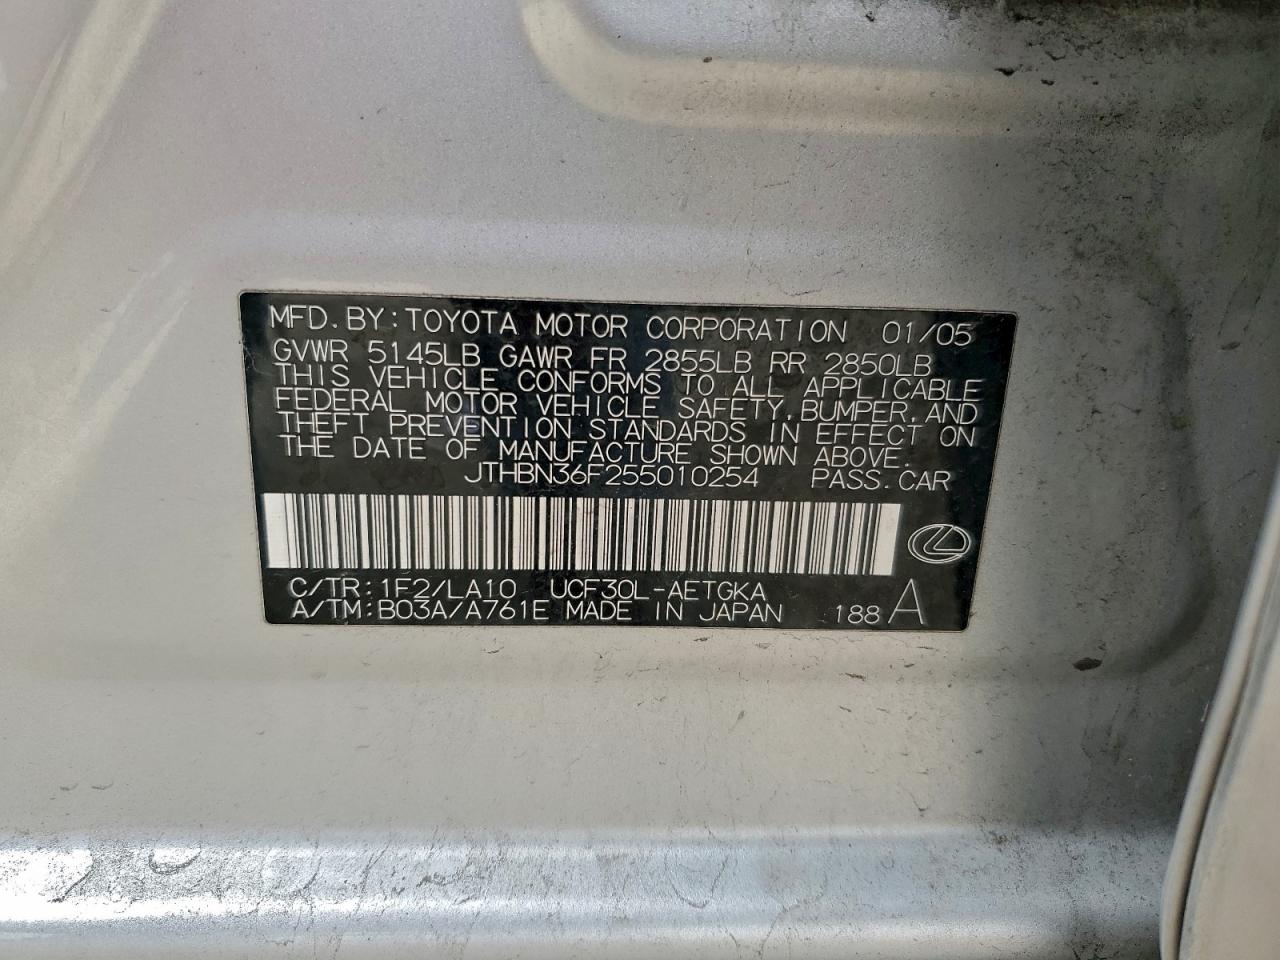 MFD. BY: TOYOTA MOTOR CORPORATION 01/05
GVWR 5145LB GAWR FR 2855LB RR 2850LB
THIS VEHICLE CONFORMS TO ALL APPLICABLE
FEDERAL MOTOR VEHICLE SAFETY, BUMPER, AND
THEFT PREVENTION STANDARDS IN EFFECT ON
THE DATE OF MANUFACTURE SHOWN ABOVE.
JTHBN36F255010254 PASS. CAR
C/TR: 1F2/LA10 UCF30L-AETGKA
A/TM: B03A/A761E MADE IN JAPAN 188 A